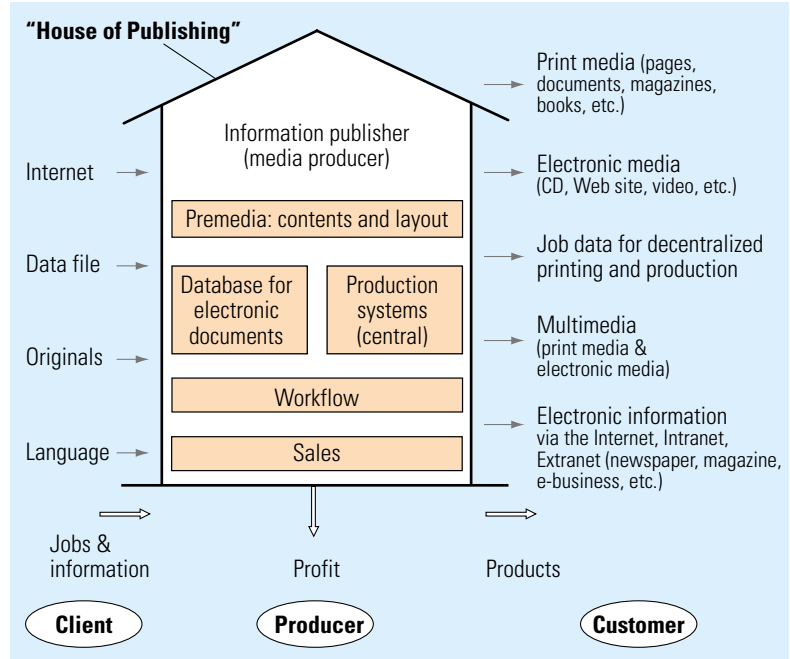 “House of Publishing”
Information publisher
(media producer)
Premedia: contents and layout
Database for
electronic
documents
Production
systems
(central)
Workflow
Sales
Internet
Data file
Originals
Language
Print media (pages,
documents, magazines,
books, etc.)
Electronic media
(CD, Web site, video, etc.)
Job data for decentralized
printing and production
Multimedia
(print media &
electronic media)
Electronic information
via the Internet, Intranet,
Extranet (newspaper, magazine,
e-business, etc.)
Jobs &
information
Profit
Products
Client
Producer
Customer